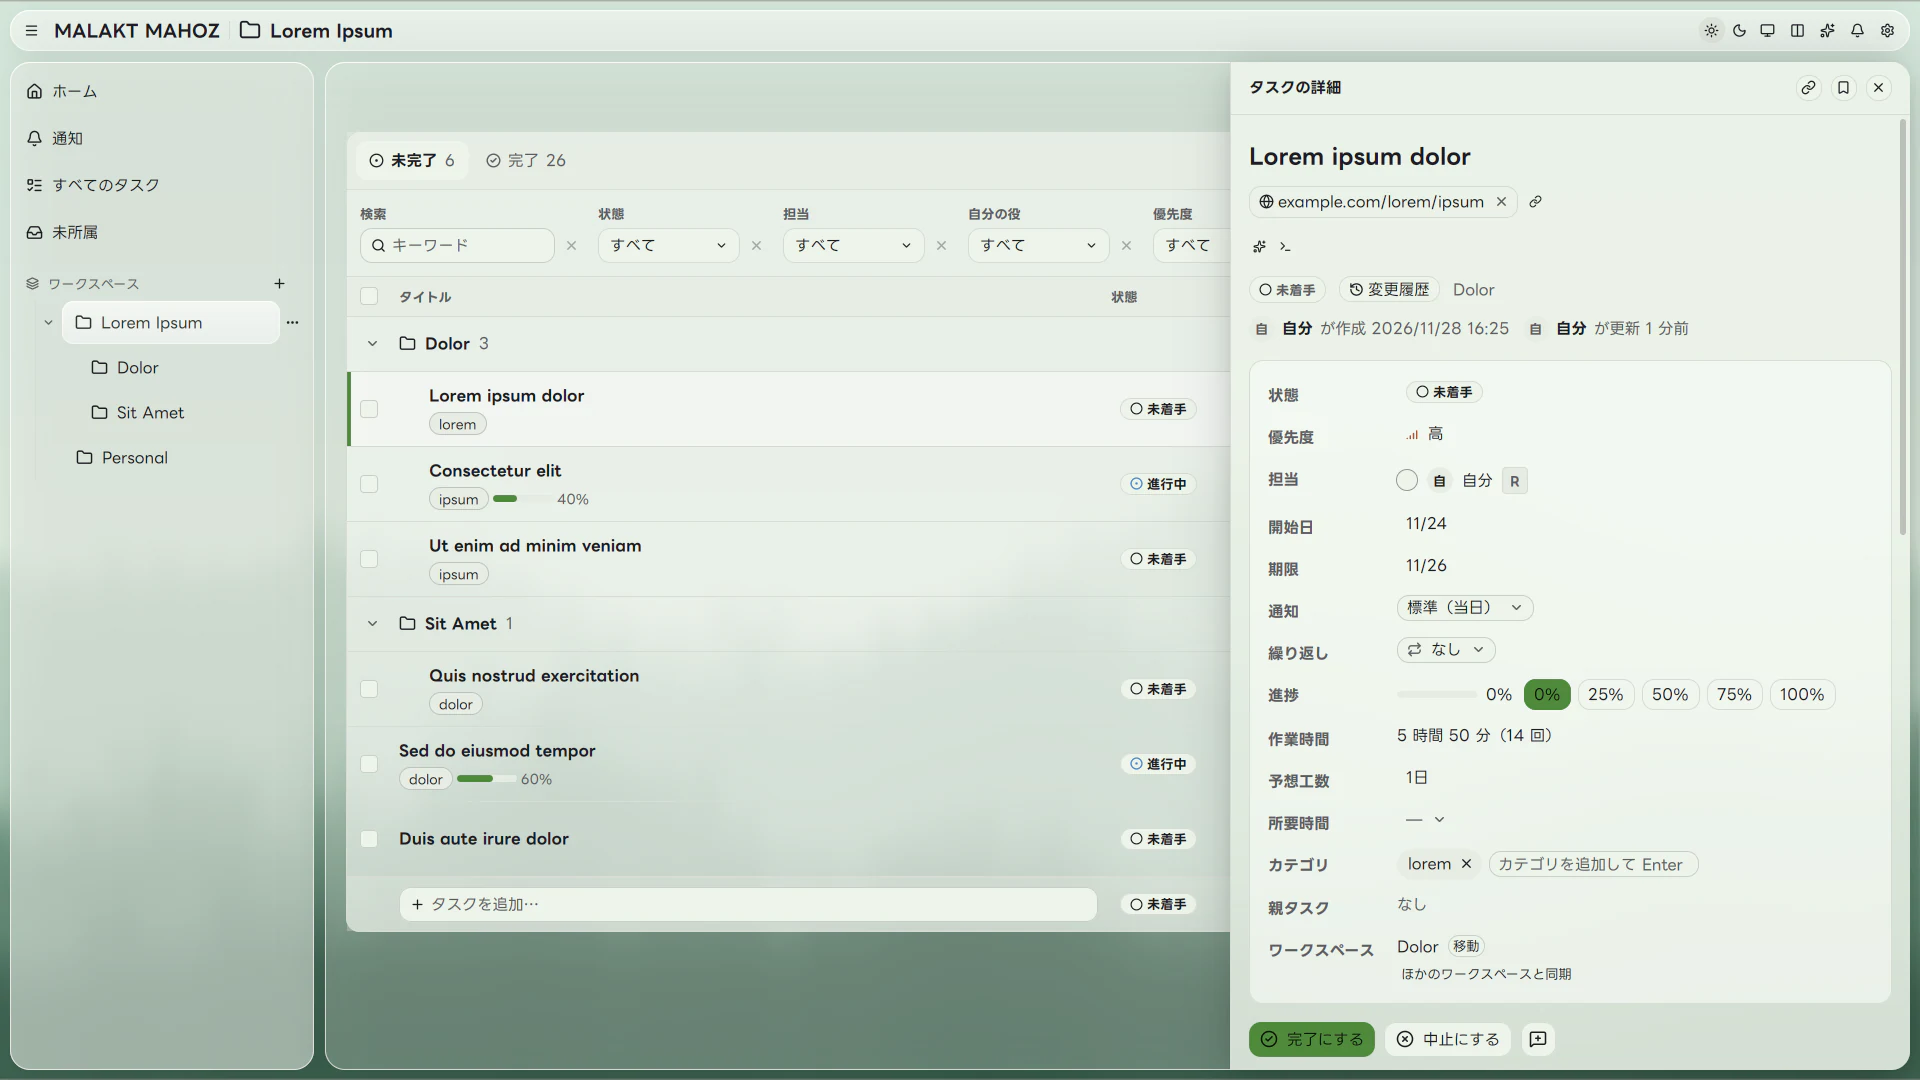 MALAKT MAHOZ
Lorem Ipsum
ホーム
通知
すべてのタスク
未所属
ワークスペース
Lorem Ipsum
Dolor
Sit Amet
Personal
未完了 6
完了 26
検索
状態
担当
自分の役
優先度
キーワード
すべて
すべて
すべて
すべて
タイトル
状態
Dolor 3
Lorem ipsum dolor
lorem
未着手
Consectetur elit
ipsum
40%
進行中
Ut enim ad minim veniam
ipsum
未着手
Sit Amet 1
Quis nostrud exercitation
dolor
未着手
Sed do eiusmod tempor
dolor
60%
進行中
Duis aute irure dolor
未着手
タスクを追加…
未着手
タスクの詳細
Lorem ipsum dolor
example.com/lorem/ipsum
未着手
変更履歴
Dolor
自 自分 が作成 2026/11/28 16:25 自 自分 が更新 1 分前
状態 未着手
優先度 高
担当 自 自分 R
開始日 11/24
期限 11/26
通知 標準（当日）
繰り返し なし
進捗 0% 0% 25% 50% 75% 100%
作業時間 5 時間 50 分（14 回）
予想工数 1日
所要時間 —
カテゴリ lorem カテゴリを追加して Enter
親タスク なし
ワークスペース Dolor 移動
ほかのワークスペースと同期
完了にする
中止にする